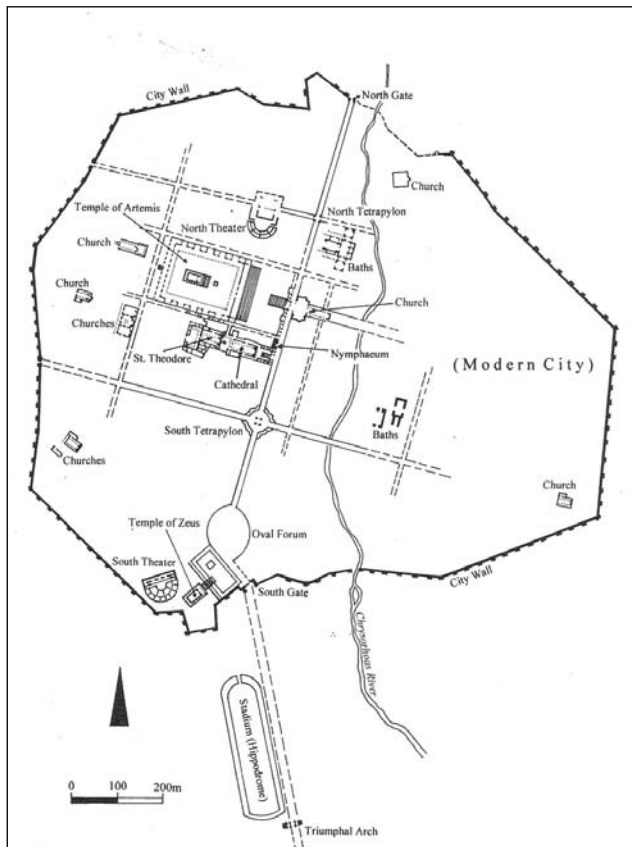 City Wall
North Gate
Church
Temple of Artemis
North Theater
North Tetrapylon
Church
Baths
Church
Church
Churches
St. Theodore
Nymphaeum
Cathedral
(Modern City)
South Tetrapylon
Baths
Churches
Church
Temple of Zeus
Oval Forum
South Theater
South Gate
City Wall
Chrysorhoas River
Stadium (Hippodrome)
0 100 200m
Triumphal Arch